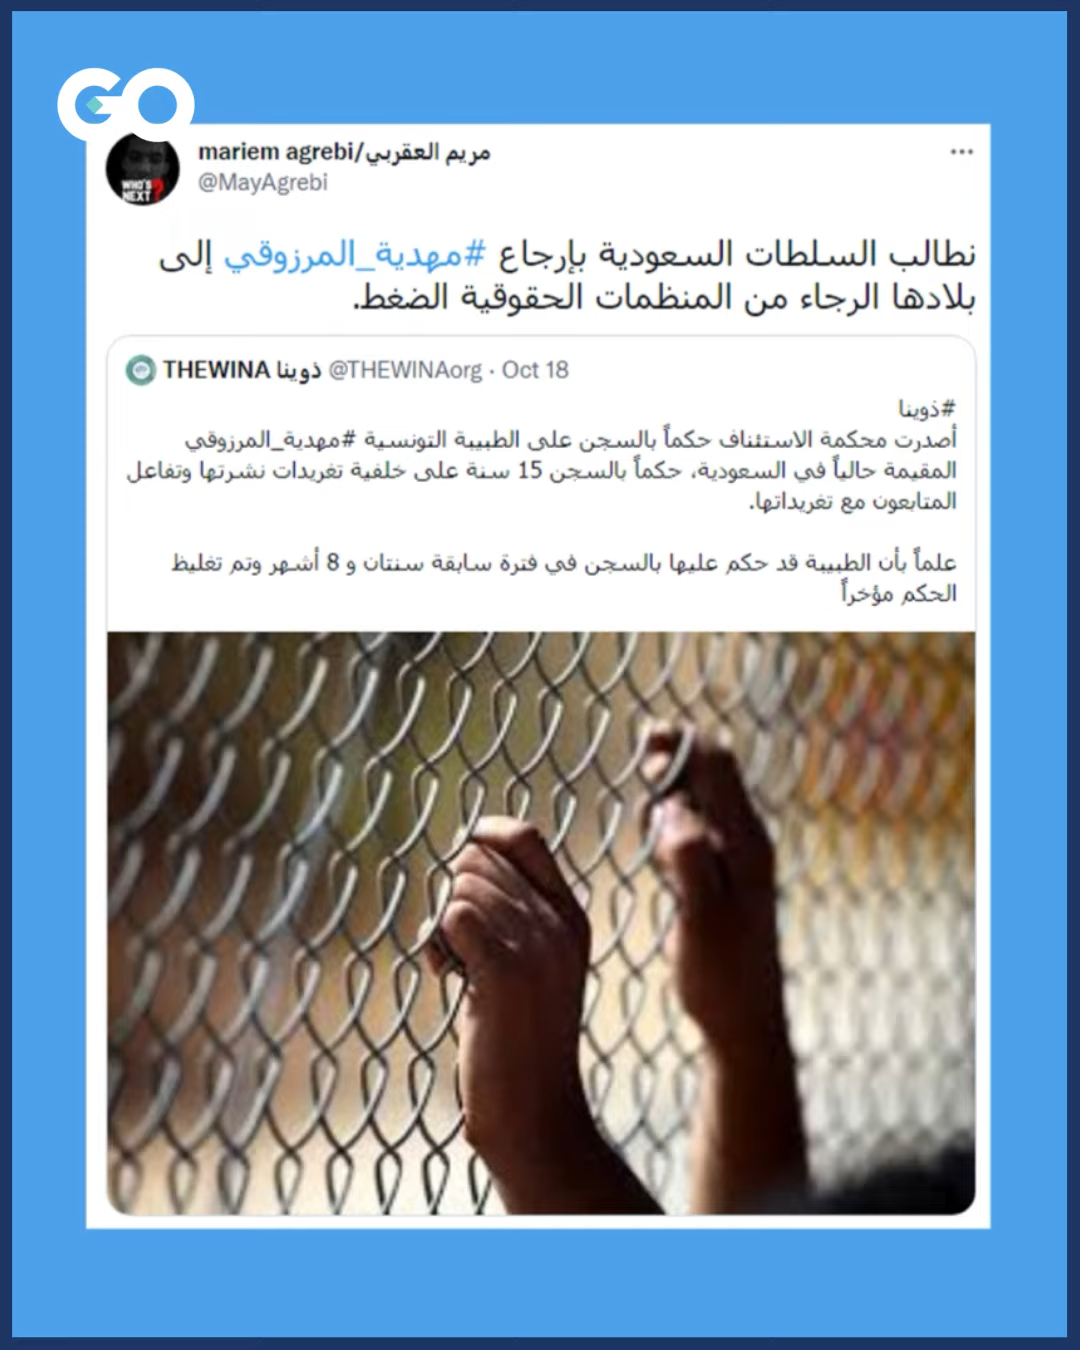 GO
mariem agrebi/مريم العقربي
@MayAgrebi
WHO'S
NEXT?
نطالب السلطات السعودية بإرجاع #مهدية_المرزوقي إلى
بلادها الرجاء من المنظمات الحقوقية الضغط.
THEWINA ذوينا @THEWINAorg · Oct 18
#ذوينا
أصدرت محكمة الاستئناف حكماً بالسجن على الطبيبة التونسية #مهدية_المرزوقي
المقيمة حالياً في السعودية، حكماً بالسجن 15 سنة على خلفية تغريدات نشرتها وتفاعل
المتابعون مع تغريداتها.
علماً بأن الطبيبة قد حكم عليها بالسجن في فترة سابقة سنتان و 8 أشهر وتم تغليظ
الحكم مؤخراً